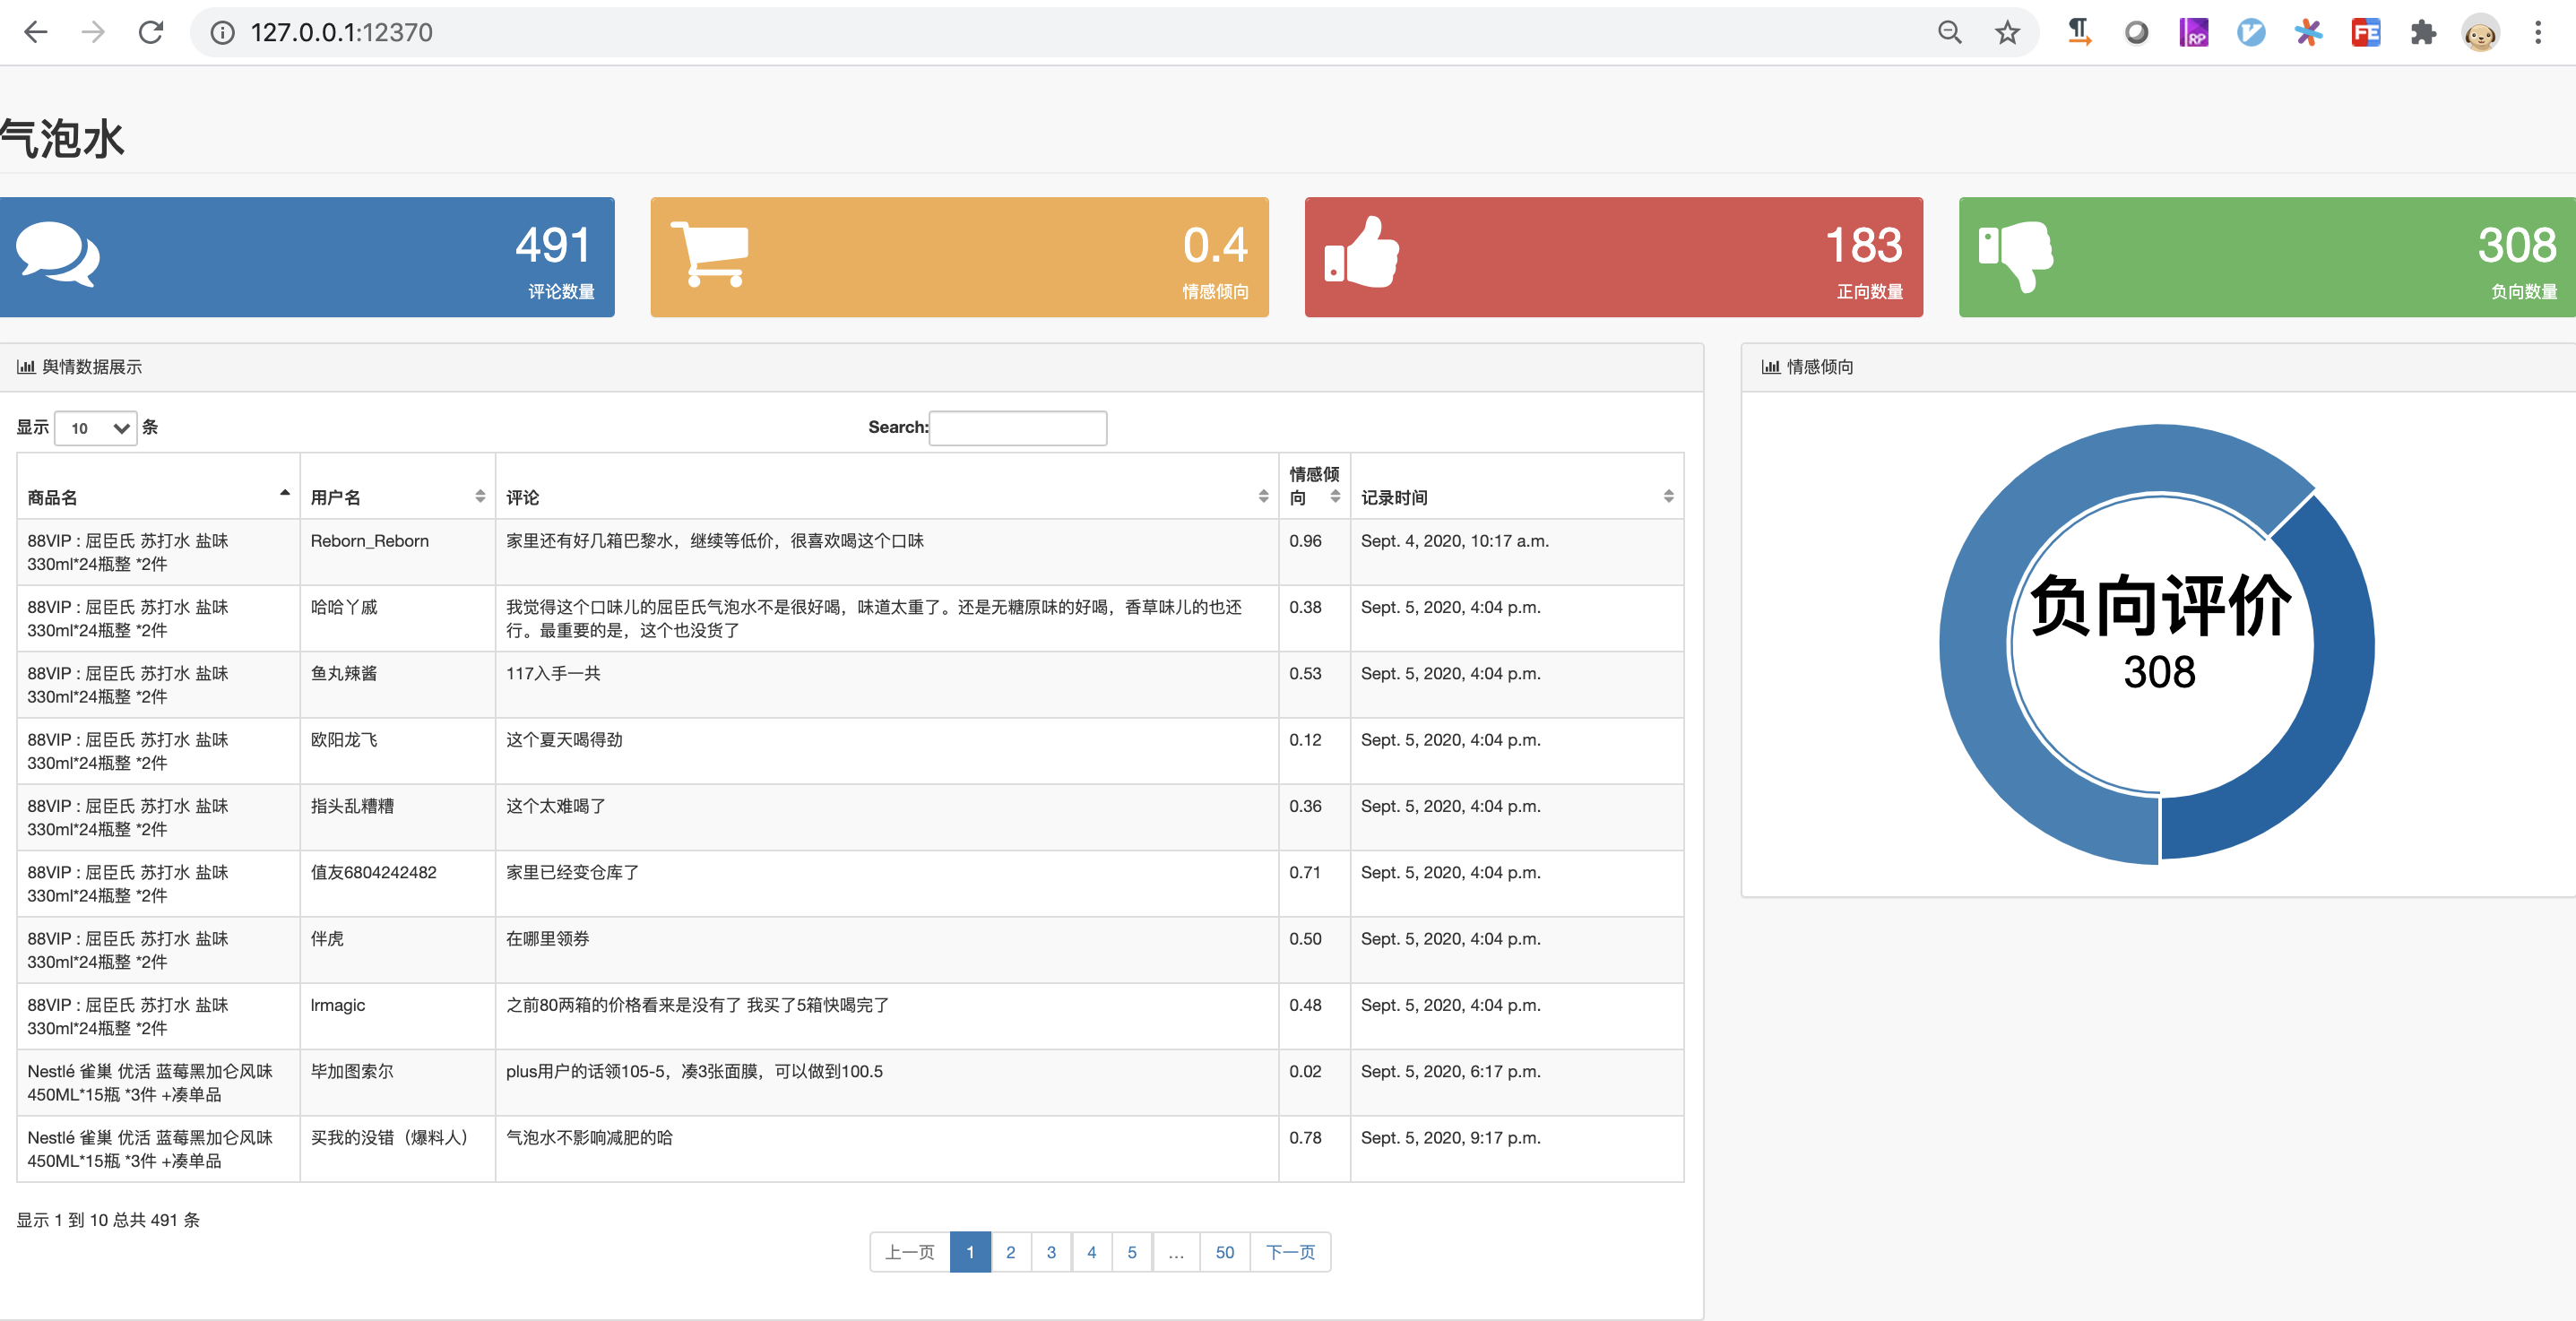 127.0.0.1:12370
气泡水
491
评论数量
0.4
情感倾向
183
正向数量
308
负向数量
舆情数据展示
显示 10 条
Search:
商品名 用户名 评论 情感倾向 记录时间
88VIP : 屈臣氏 苏打水 盐味
330ml*24瓶整 *2件
Reborn_Reborn
家里还有好几箱巴黎水，继续等低价，很喜欢喝这个口味
0.96
Sept. 4, 2020, 10:17 a.m.
88VIP : 屈臣氏 苏打水 盐味
330ml*24瓶整 *2件
哈哈丫戚
我觉得这个口味儿的屈臣氏气泡水不是很好喝，味道太重了。还是无糖原味的好喝，香草味儿的也还
行。最重要的是，这个也没货了
0.38
Sept. 5, 2020, 4:04 p.m.
88VIP : 屈臣氏 苏打水 盐味
330ml*24瓶整 *2件
鱼丸辣酱
117入手一共
0.53
Sept. 5, 2020, 4:04 p.m.
88VIP : 屈臣氏 苏打水 盐味
330ml*24瓶整 *2件
欧阳龙飞
这个夏天喝得劲
0.12
Sept. 5, 2020, 4:04 p.m.
88VIP : 屈臣氏 苏打水 盐味
330ml*24瓶整 *2件
指头乱糟糟
这个太难喝了
0.36
Sept. 5, 2020, 4:04 p.m.
88VIP : 屈臣氏 苏打水 盐味
330ml*24瓶整 *2件
值友6804242482
家里已经变仓库了
0.71
Sept. 5, 2020, 4:04 p.m.
88VIP : 屈臣氏 苏打水 盐味
330ml*24瓶整 *2件
伴虎
在哪里领券
0.50
Sept. 5, 2020, 4:04 p.m.
88VIP : 屈臣氏 苏打水 盐味
330ml*24瓶整 *2件
lrmagic
之前80两箱的价格看来是没有了 我买了5箱快喝完了
0.48
Sept. 5, 2020, 4:04 p.m.
Nestlé 雀巢 优活 蓝莓黑加仑风味
450ML*15瓶 *3件 +凑单品
毕加图索尔
plus用户的话领105-5，凑3张面膜，可以做到100.5
0.02
Sept. 5, 2020, 6:17 p.m.
Nestlé 雀巢 优活 蓝莓黑加仑风味
450ML*15瓶 *3件 +凑单品
买我的没错（爆料人）
气泡水不影响减肥的哈
0.78
Sept. 5, 2020, 9:17 p.m.
显示 1 到 10 总共 491 条
上一页 1 2 3 4 5 … 50 下一页
情感倾向
负向评价
308